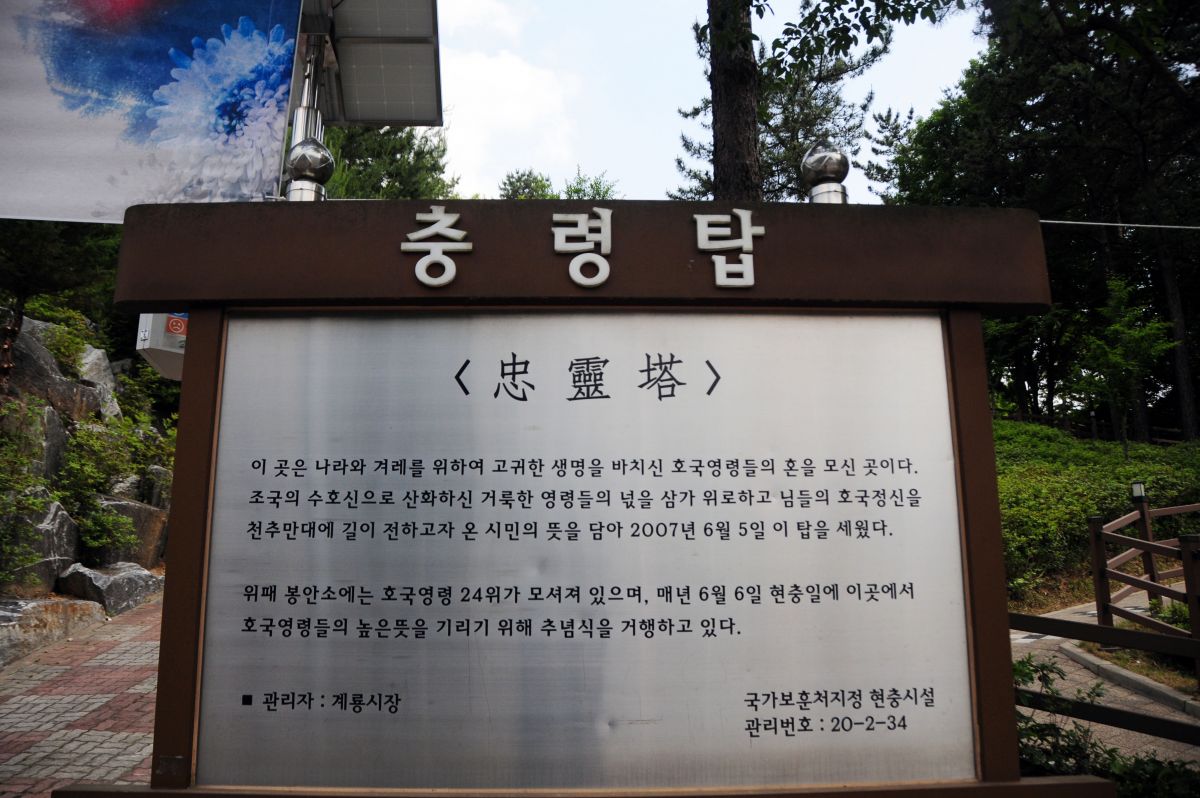 충령탑
〈忠靈塔〉
이 곳은 나라와 겨레를 위하여 고귀한 생명을 바치신 호국영령들의 혼을 모신 곳이다.
조국의 수호신으로 산화하신 거룩한 영령들의 넋을 삼가 위로하고 님들의 호국정신을
천추만대에 길이 전하고자 온 시민의 뜻을 담아 2007년 6월 5일 이 탑을 세웠다.
위패 봉안소에는 호국영령 24위가 모셔져 있으며, 매년 6월 6일 현충일에 이곳에서
호국영령들의 높은뜻을 기리기 위해 추념식을 거행하고 있다.
■ 관리자 : 계룡시장
국가보훈처지정 현충시설
관리번호 : 20-2-34